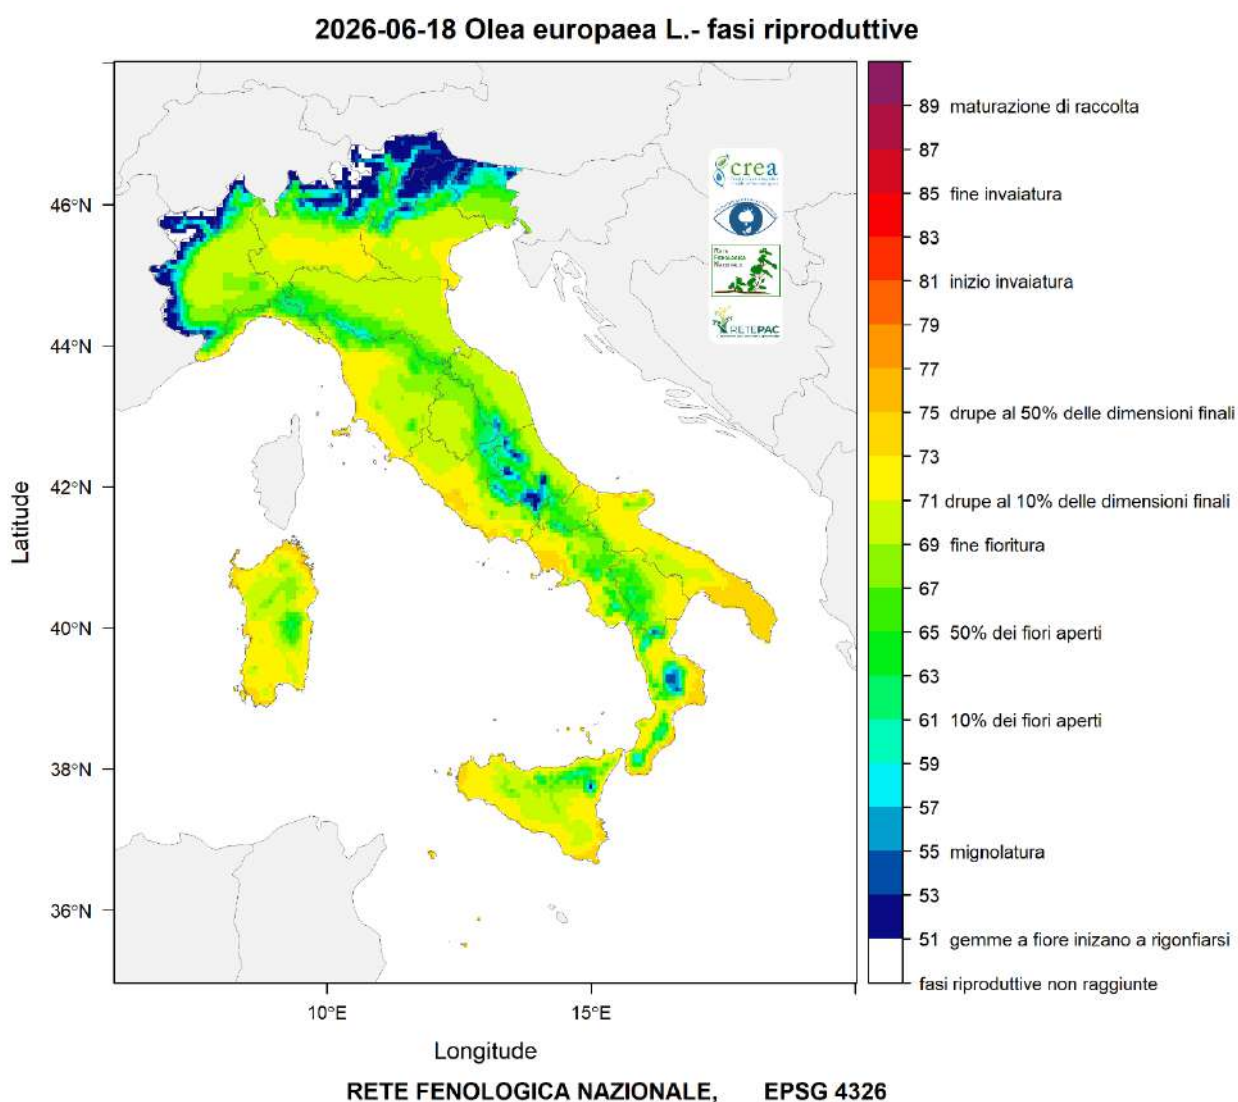 2026-06-18 Olea europaea L.- fasi riproduttive
46°N
44°N
42°N
40°N
38°N
36°N
Latitude
10°E
15°E
Longitude
RETE FENOLOGICA NAZIONALE, EPSG 4326
crea
RETE
FENOLOGICA
NAZIONALE
RETEPAC
89 maturazione di raccolta
87
85 fine invaiatura
83
81 inizio invaiatura
79
77
75 drupe al 50% delle dimensioni finali
73
71 drupe al 10% delle dimensioni finali
69 fine fioritura
67
65 50% dei fiori aperti
63
61 10% dei fiori aperti
59
57
55 mignolatura
53
51 gemme a fiore inizano a rigonfiarsi
fasi riproduttive non raggiunte